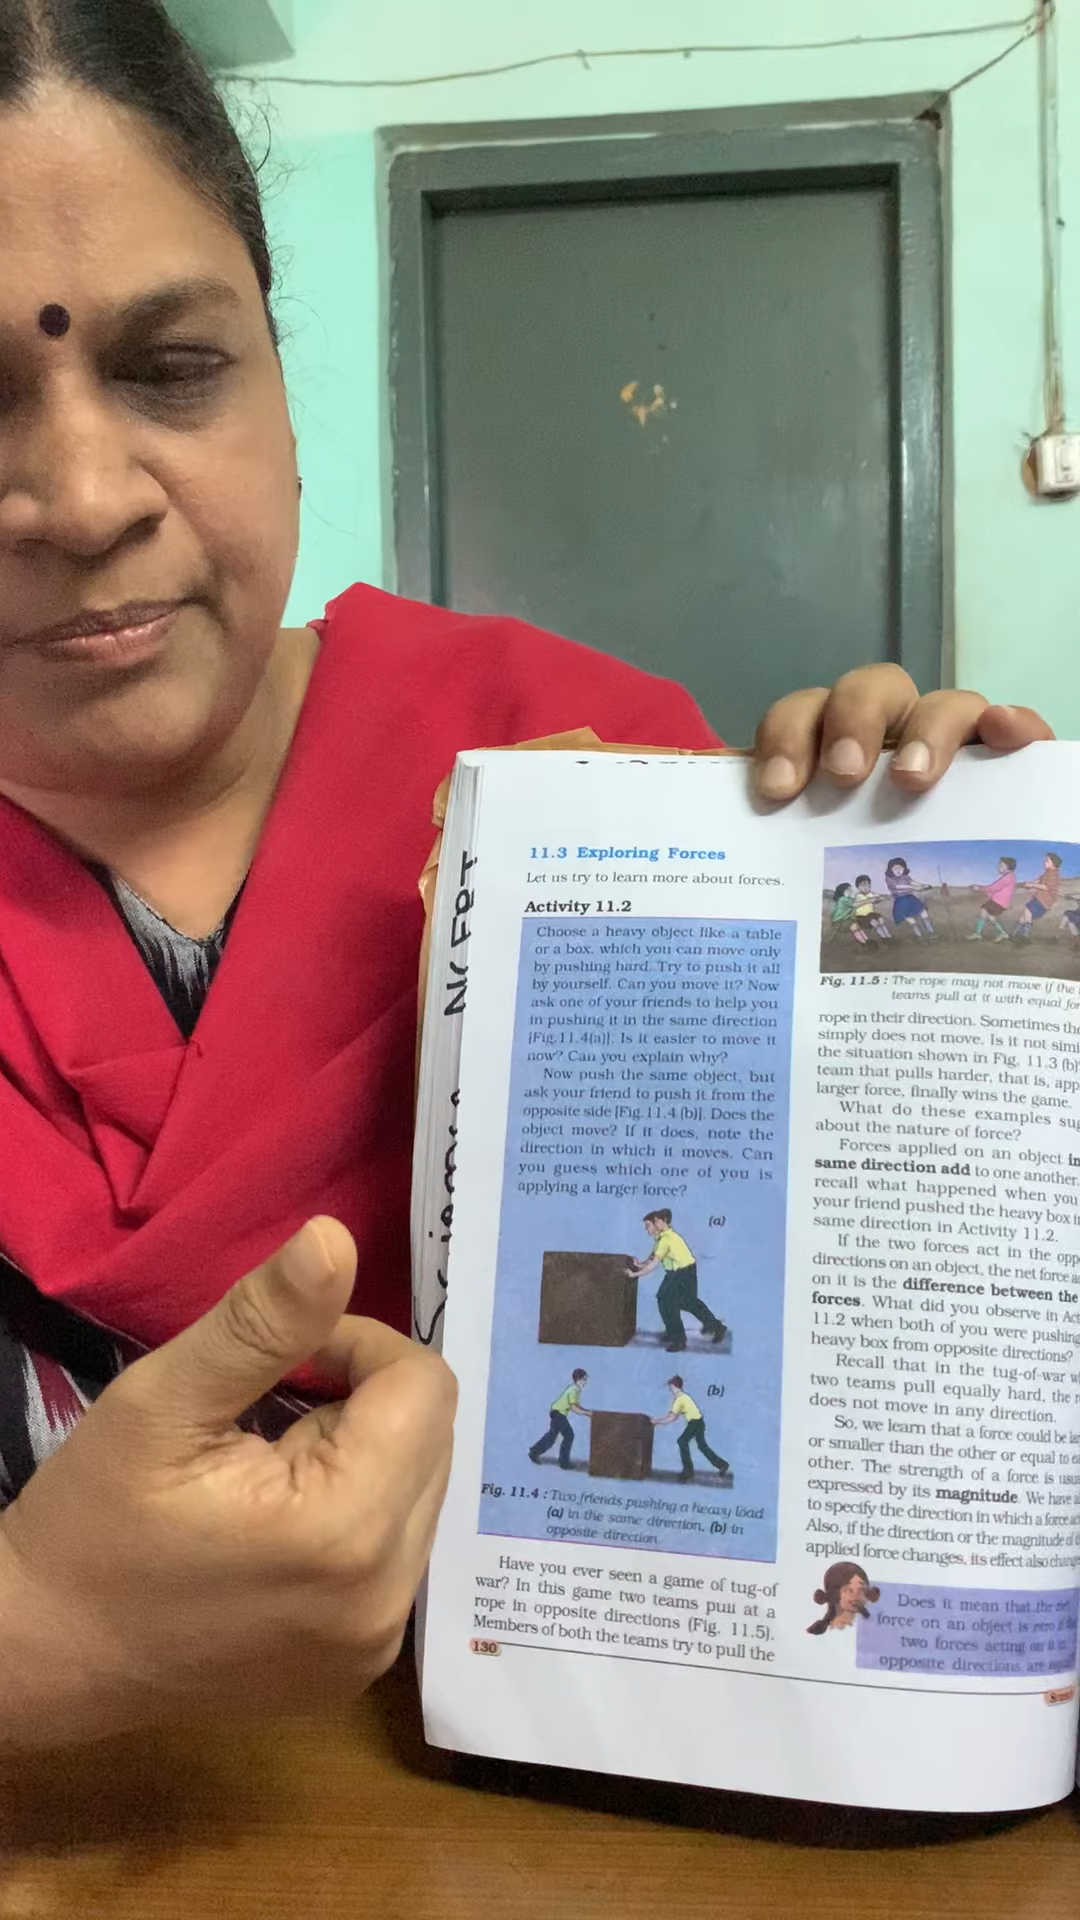 NCERT
11.3 Exploring Forces
Let us try to learn more about forces.
Activity 11.2
Choose a heavy object like a table
or a box, which you can move only
by pushing hard. Try to push it all
by yourself. Can you move it? Now
ask one of your friends to help you
in pushing it in the same direction
[Fig.11.4(a)]. Is it easier to move it
now? Can you explain why?
Now push the same object, but
ask your friend to push it from the
opposite side [Fig.11.4 (b)]. Does the
object move? If it does, note the
direction in which it moves. Can
you guess which one of you is
applying a larger force?
(a)
(b)
Fig. 11.4 : Two friends pushing a heavy load
(a) in the same direction, (b) in
opposite direction
Have you ever seen a game of tug-of
war? In this game two teams pull at a
rope in opposite directions (Fig. 11.5).
Members of both the teams try to pull the
130
Fig. 11.5 : The rope may not move if the
teams pull at it with equal
rope in their direction. Sometimes the
simply does not move. Is it not
the situation shown in Fig. 11.3 (b)
team that pulls harder, that is,
larger force, finally wins the game.
What do these examples
about the nature of force?
Forces applied on an object in
same direction add to one another.
recall what happened when you
your friend pushed the heavy box
same direction in Activity 11.2.
If the two forces act in the
directions on an object, the net force
on it is the difference between the
forces. What did you observe in
11.2 when both of you were pushing
heavy box from opposite directions?
Recall that in the tug-of-war
two teams pull equally hard, the
does not move in any direction.
So, we learn that a force could be
or smaller than the other or equal to
other. The strength of a force is
expressed by its magnitude. We have
to specify the direction in which a force
Also, if the direction or the magnitude of
applied force changes, its effect also
Does it mean that the
force on an object is zero if
two forces acting on it in
opposite directions are